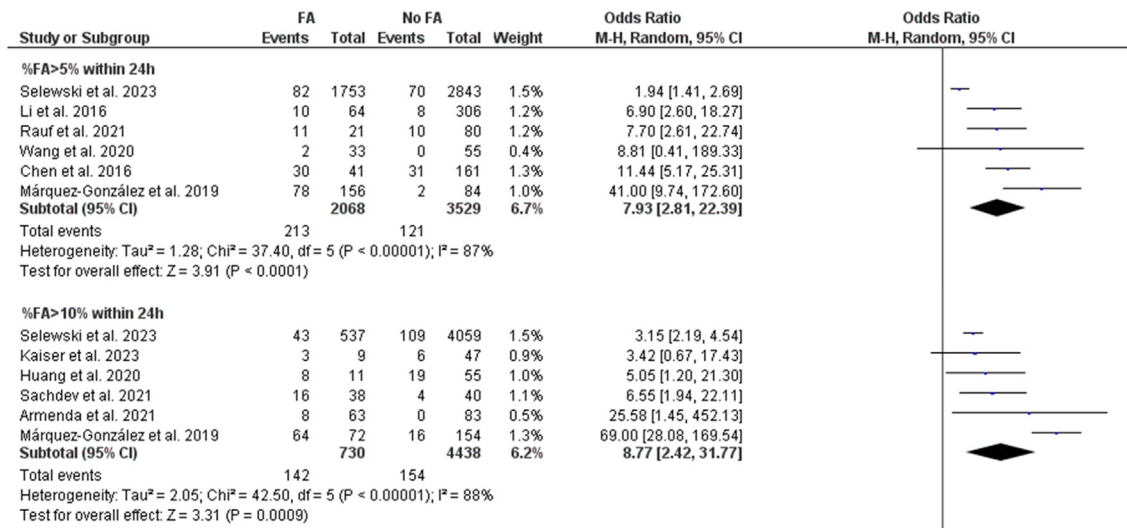 FA No FA Odds Ratio Odds Ratio
Study or Subgroup Events Total Events Total Weight M-H, Random, 95% CI M-H, Random, 95% CI
%FA>5% within 24h
Selewski et al. 2023 82 1753 70 2843 1.5% 1.94 [1.41, 2.69]
Li et al. 2016 10 64 8 306 1.2% 6.90 [2.60, 18.27]
Rauf et al. 2021 11 21 10 80 1.2% 7.70 [2.61, 22.74]
Wang et al. 2020 2 33 0 55 0.4% 8.81 [0.41, 189.33]
Chen et al. 2016 30 41 31 161 1.3% 11.44 [5.17, 25.31]
Márquez-González et al. 2019 78 156 2 84 1.0% 41.00 [9.74, 172.60]
Subtotal (95% CI) 2068 3529 6.7% 7.93 [2.81, 22.39]
Total events 213 121
Heterogeneity: Tau² = 1.28; Chi² = 37.40, df = 5 (P < 0.00001); I² = 87%
Test for overall effect: Z = 3.91 (P < 0.0001)
%FA>10% within 24h
Selewski et al. 2023 43 537 109 4059 1.5% 3.15 [2.19, 4.54]
Kaiser et al. 2023 3 9 6 47 0.9% 3.42 [0.67, 17.43]
Huang et al. 2020 8 11 19 55 1.0% 5.05 [1.20, 21.30]
Sachdev et al. 2021 16 38 4 40 1.1% 6.55 [1.94, 22.11]
Armenda et al. 2021 8 63 0 83 0.5% 25.58 [1.45, 452.13]
Márquez-González et al. 2019 64 72 16 154 1.3% 69.00 [28.08, 169.54]
Subtotal (95% CI) 730 4438 6.2% 8.77 [2.42, 31.77]
Total events 142 154
Heterogeneity: Tau² = 2.05; Chi² = 42.50, df = 5 (P < 0.00001); I² = 88%
Test for overall effect: Z = 3.31 (P = 0.0009)